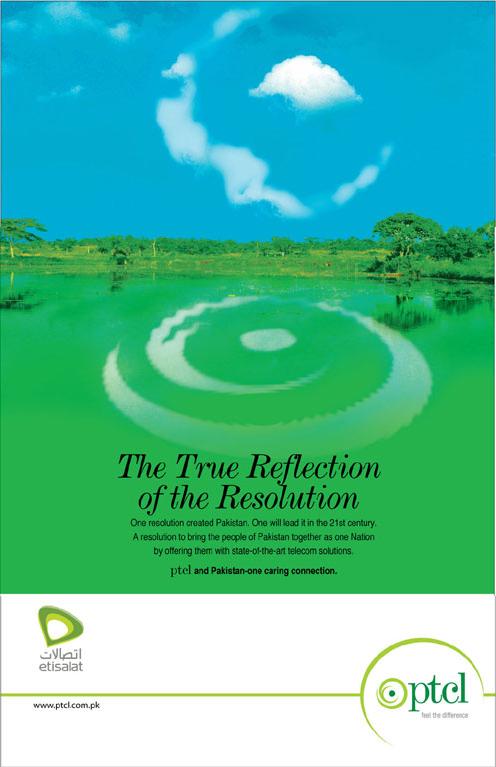 The True Reflection
of the Resolution
One resolution created Pakistan. One will lead it in the 21st century.
A resolution to bring the people of Pakistan together as one Nation
by offering them with state-of-the-art telecom solutions.
ptcl and Pakistan-one caring connection.
اتصالات
etisalat
www.ptcl.com.pk
ptcl
feel the difference